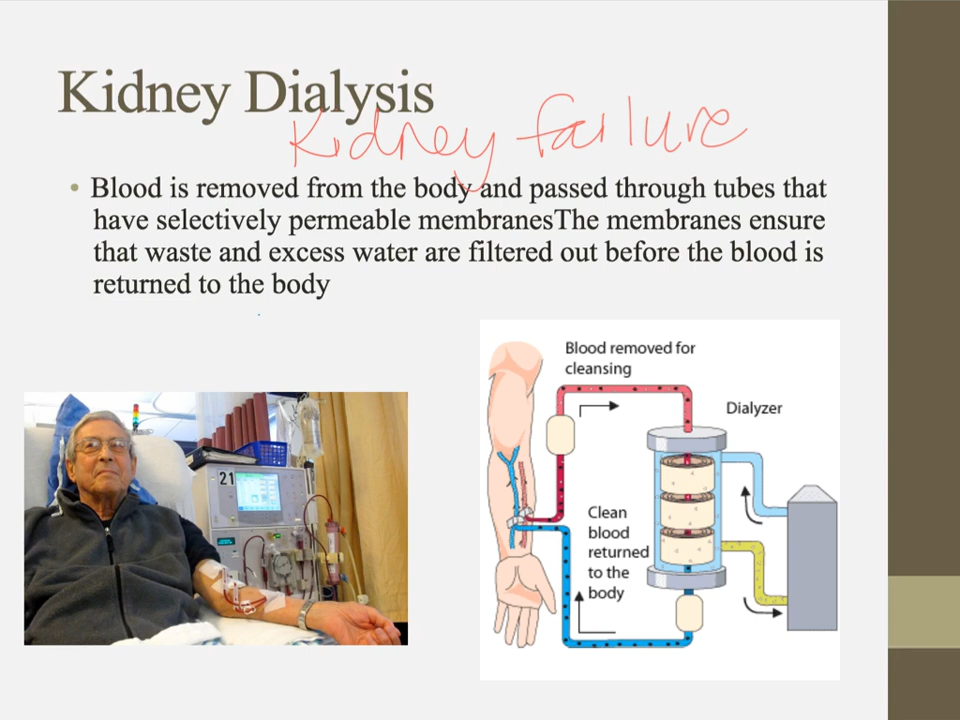 Kidney Dialysis
Kidney failure
• Blood is removed from the body and passed through tubes that
have selectively permeable membranesThe membranes ensure
that waste and excess water are filtered out before the blood is
returned to the body
Blood removed for
cleansing
Dialyzer
Clean
blood
returned
to the
body
21